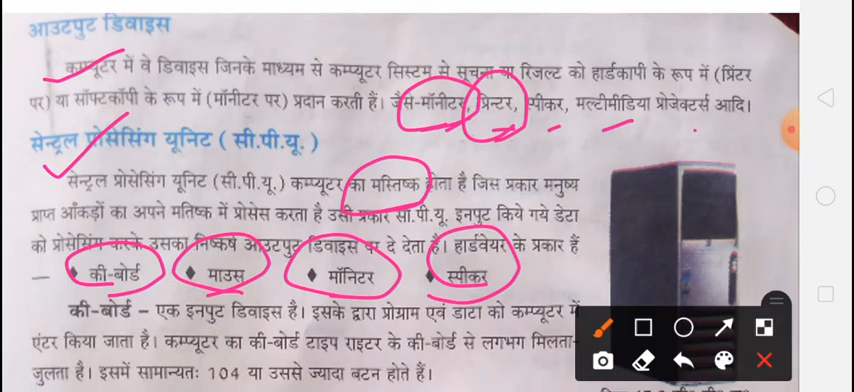 आउटपुट डिवाइस
कम्प्यूटर में वे डिवाइस जिनके माध्यम से कम्प्यूटर सिस्टम से सूचना या रिजल्ट को हार्डकापी के रूप में (प्रिंटर
पर) या सॉफ्टकॉपी के रूप में (मॉनीटर पर) प्रदान करती हैं। जैसे-मॉनीटर, प्रिन्टर, स्पीकर, मल्टीमीडिया प्रोजेक्टर्स आदि।
सेन्ट्रल प्रोसेसिंग यूनिट (सी.पी.यू.)
सेन्ट्रल प्रोसेसिंग यूनिट (सी.पी.यू.) कम्प्यूटर का मस्तिष्क होता है जिस प्रकार मनुष्य
प्राप्त आँकड़ों का अपने मतिष्क में प्रोसेस करता है उसी प्रकार सी.पी.यू. इनपुट किये गये डेटा
को प्रोसेसिंग करके उसका निष्कर्ष आउटपुट डिवाइस पर दे देता है। हार्डवेयर के प्रकार हैं
— ♦ की-बोर्ड ♦ माउस ♦ मॉनिटर ♦ स्पीकर
की-बोर्ड – एक इनपुट डिवाइस है। इसके द्वारा प्रोग्राम एवं डाटा को कम्प्यूटर में
एंटर किया जाता है। कम्प्यूटर का की-बोर्ड टाइप राइटर के की-बोर्ड से लगभग मिलता-
जुलता है। इसमें सामान्यतः 104 या उससे ज्यादा बटन होते हैं।